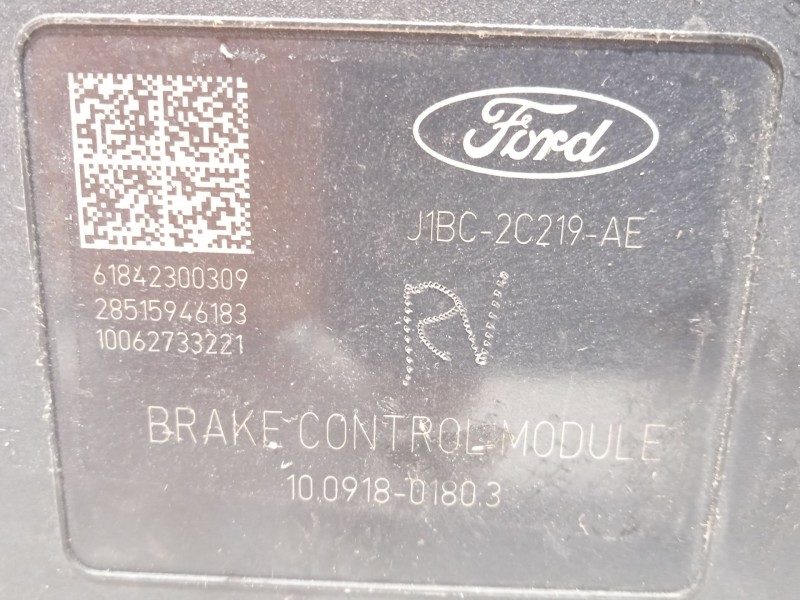 Ford
J1BC-2C219-AE
61842300309
28515946183
10062733221
RV
BRAKE CONTROL MODULE
10.0918-0180.3